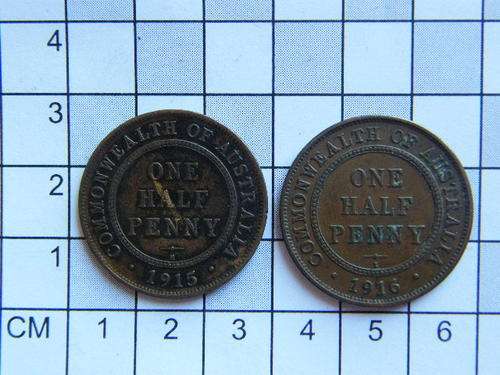 4
3
2
1
CM 1 2 3 4 5 6
COMMONWEALTH OF AUSTRALIA
ONE
HALF
PENNY
H
· 1915 ·
COMMONWEALTH OF AUSTRALIA
ONE
HALF
PENNY
I
· 1916 ·